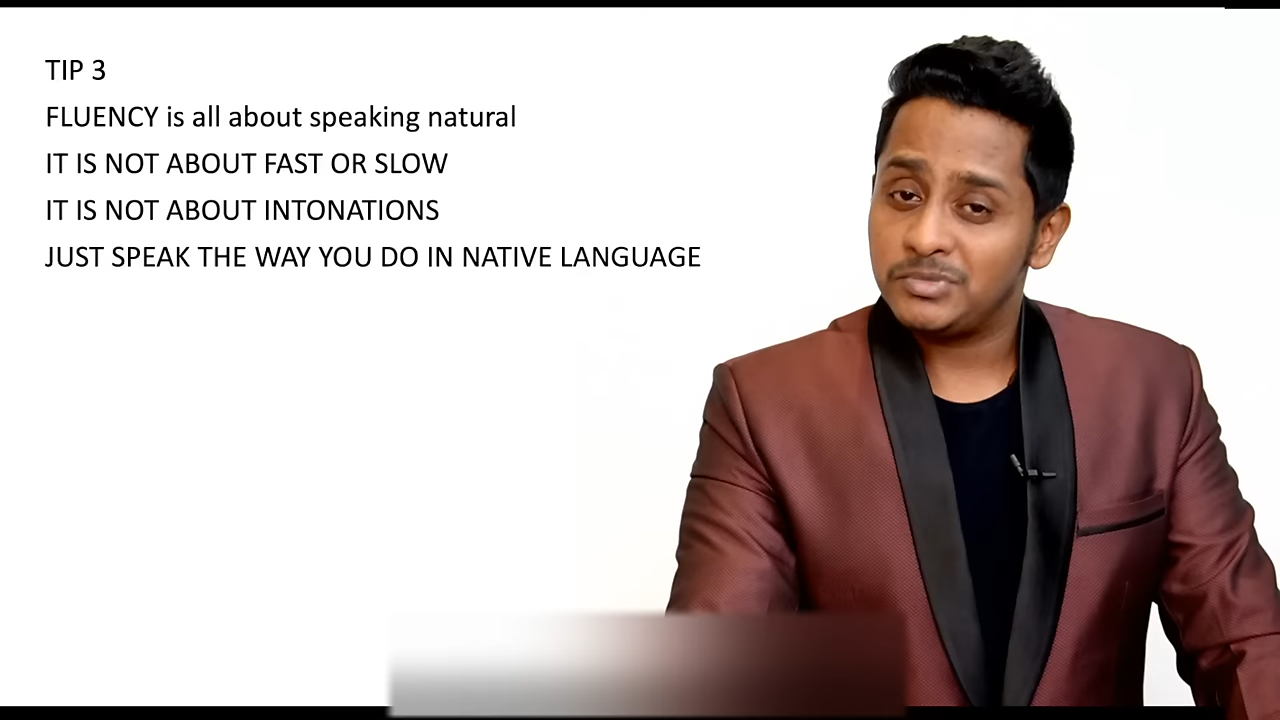 TIP 3
FLUENCY is all about speaking natural
IT IS NOT ABOUT FAST OR SLOW
IT IS NOT ABOUT INTONATIONS
JUST SPEAK THE WAY YOU DO IN NATIVE LANGUAGE